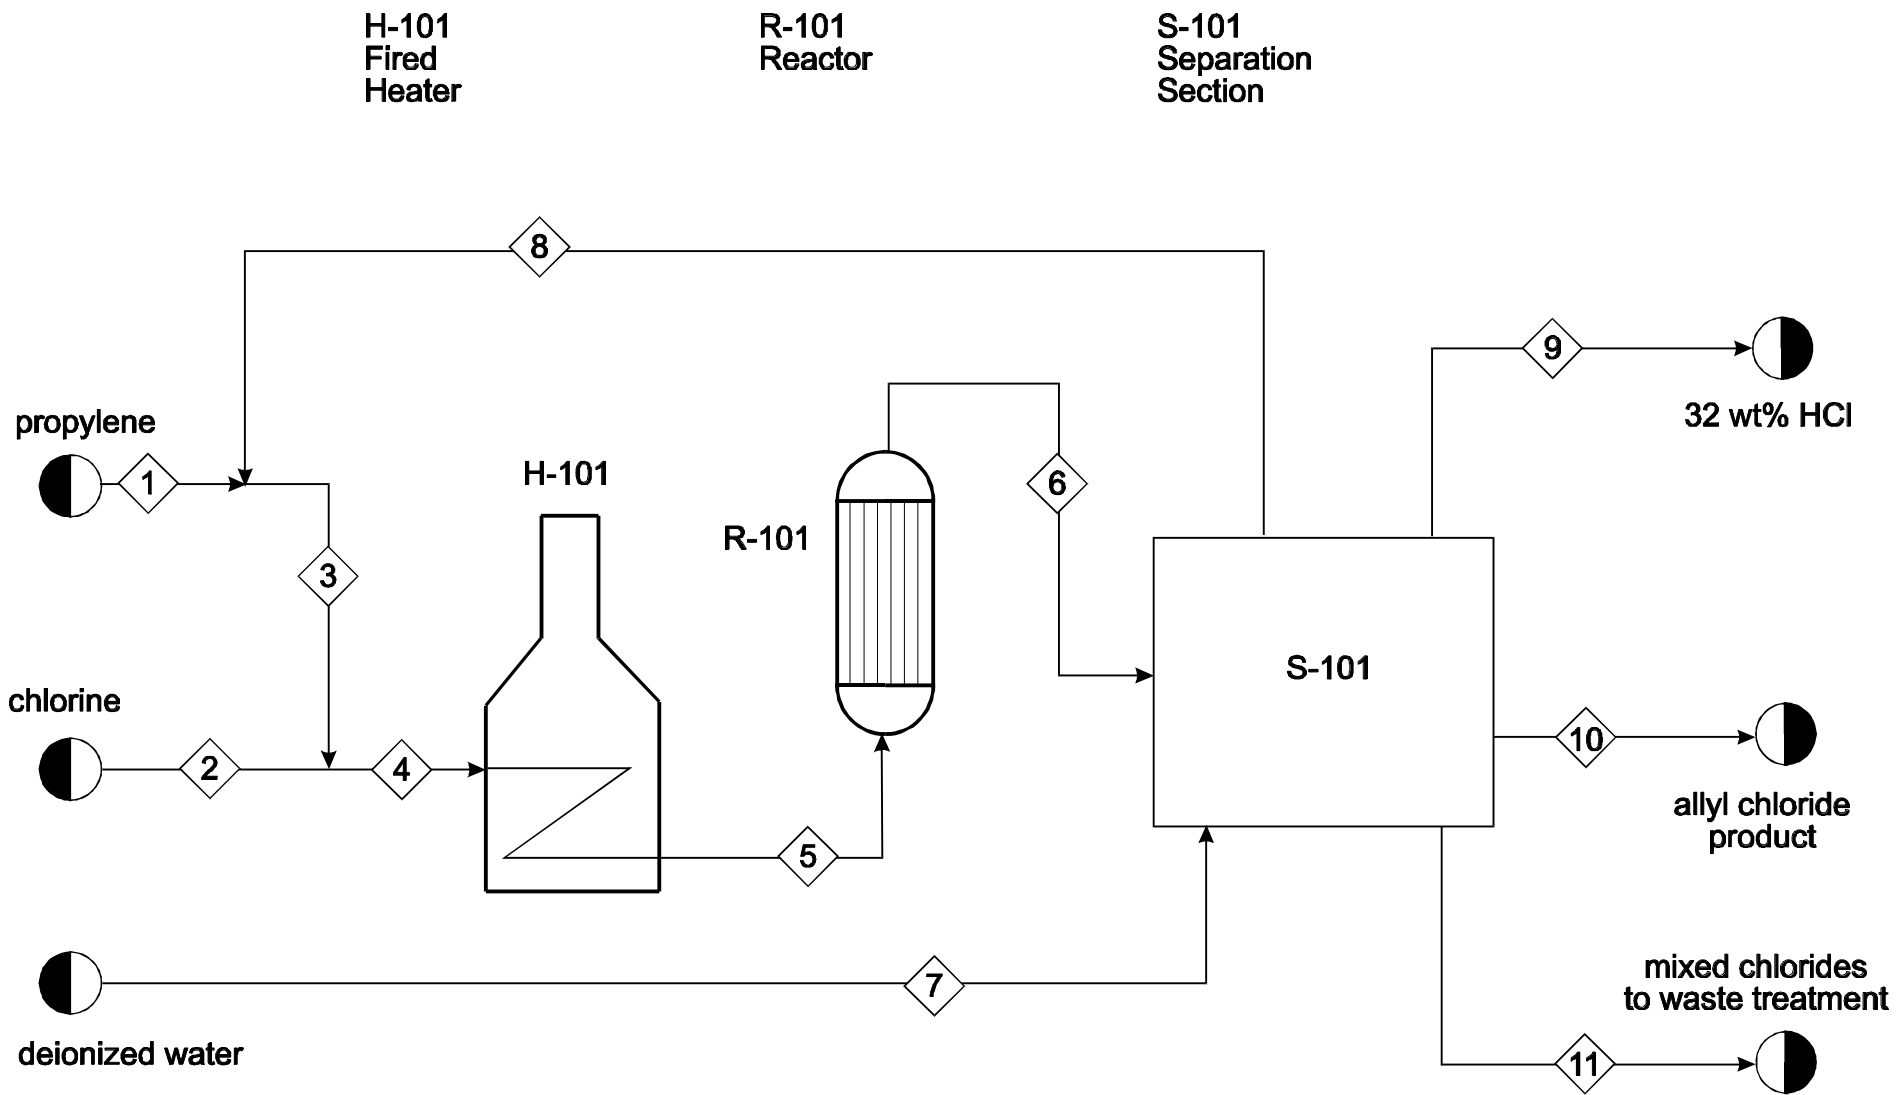 H-101
Fired
Heater
R-101
Reactor
S-101
Separation
Section
8
9
32 wt% HCl
propylene
1
H-101
6
R-101
3
S-101
chlorine
2
4
10
allyl chloride
product
5
mixed chlorides
to waste treatment
7
deionized water
11